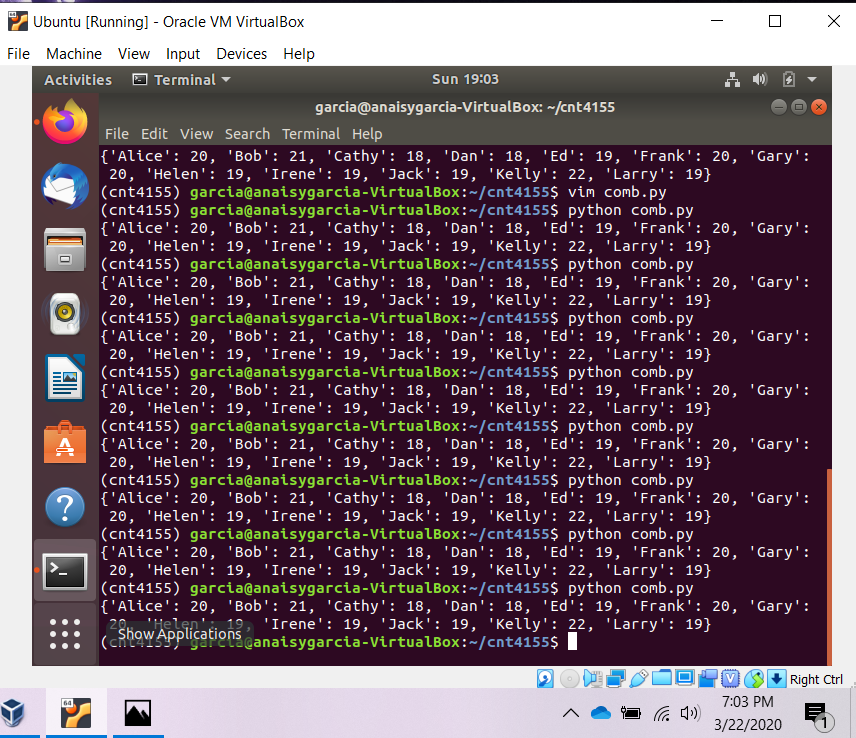 Ubuntu [Running] - Oracle VM VirtualBox
File Machine View Input Devices Help
Activities Terminal Sun 19:03
garcia@anaisygarcia-VirtualBox: ~/cnt4155
File Edit View Search Terminal Help
{'Alice': 20, 'Bob': 21, 'Cathy': 18, 'Dan': 18, 'Ed': 19, 'Frank': 20, 'Gary':
20, 'Helen': 19, 'Irene': 19, 'Jack': 19, 'Kelly': 22, 'Larry': 19}
(cnt4155) garcia@anaisygarcia-VirtualBox:~/cnt4155$ vim comb.py
(cnt4155) garcia@anaisygarcia-VirtualBox:~/cnt4155$ python comb.py
{'Alice': 20, 'Bob': 21, 'Cathy': 18, 'Dan': 18, 'Ed': 19, 'Frank': 20, 'Gary':
20, 'Helen': 19, 'Irene': 19, 'Jack': 19, 'Kelly': 22, 'Larry': 19}
(cnt4155) garcia@anaisygarcia-VirtualBox:~/cnt4155$ python comb.py
{'Alice': 20, 'Bob': 21, 'Cathy': 18, 'Dan': 18, 'Ed': 19, 'Frank': 20, 'Gary':
20, 'Helen': 19, 'Irene': 19, 'Jack': 19, 'Kelly': 22, 'Larry': 19}
(cnt4155) garcia@anaisygarcia-VirtualBox:~/cnt4155$ python comb.py
{'Alice': 20, 'Bob': 21, 'Cathy': 18, 'Dan': 18, 'Ed': 19, 'Frank': 20, 'Gary':
20, 'Helen': 19, 'Irene': 19, 'Jack': 19, 'Kelly': 22, 'Larry': 19}
(cnt4155) garcia@anaisygarcia-VirtualBox:~/cnt4155$ python comb.py
{'Alice': 20, 'Bob': 21, 'Cathy': 18, 'Dan': 18, 'Ed': 19, 'Frank': 20, 'Gary':
20, 'Helen': 19, 'Irene': 19, 'Jack': 19, 'Kelly': 22, 'Larry': 19}
(cnt4155) garcia@anaisygarcia-VirtualBox:~/cnt4155$ python comb.py
{'Alice': 20, 'Bob': 21, 'Cathy': 18, 'Dan': 18, 'Ed': 19, 'Frank': 20, 'Gary':
20, 'Helen': 19, 'Irene': 19, 'Jack': 19, 'Kelly': 22, 'Larry': 19}
(cnt4155) garcia@anaisygarcia-VirtualBox:~/cnt4155$ python comb.py
{'Alice': 20, 'Bob': 21, 'Cathy': 18, 'Dan': 18, 'Ed': 19, 'Frank': 20, 'Gary':
20, 'Helen': 19, 'Irene': 19, 'Jack': 19, 'Kelly': 22, 'Larry': 19}
(cnt4155) garcia@anaisygarcia-VirtualBox:~/cnt4155$ python comb.py
{'Alice': 20, 'Bob': 21, 'Cathy': 18, 'Dan': 18, 'Ed': 19, 'Frank': 20, 'Gary':
20, 'Helen': 19, 'Irene': 19, 'Jack': 19, 'Kelly': 22, 'Larry': 19}
(cnt4155) garcia@anaisygarcia-VirtualBox:~/cnt4155$ python comb.py
{'Alice': 20, 'Bob': 21, 'Cathy': 18, 'Dan': 18, 'Ed': 19, 'Frank': 20, 'Gary':
20, 'Helen': 19, 'Irene': 19, 'Jack': 19, 'Kelly': 22, 'Larry': 19}
Show Applications
(cnt4155) garcia@anaisygarcia-VirtualBox:~/cnt4155$
Right Ctrl
64
7:03 PM
3/22/2020
1